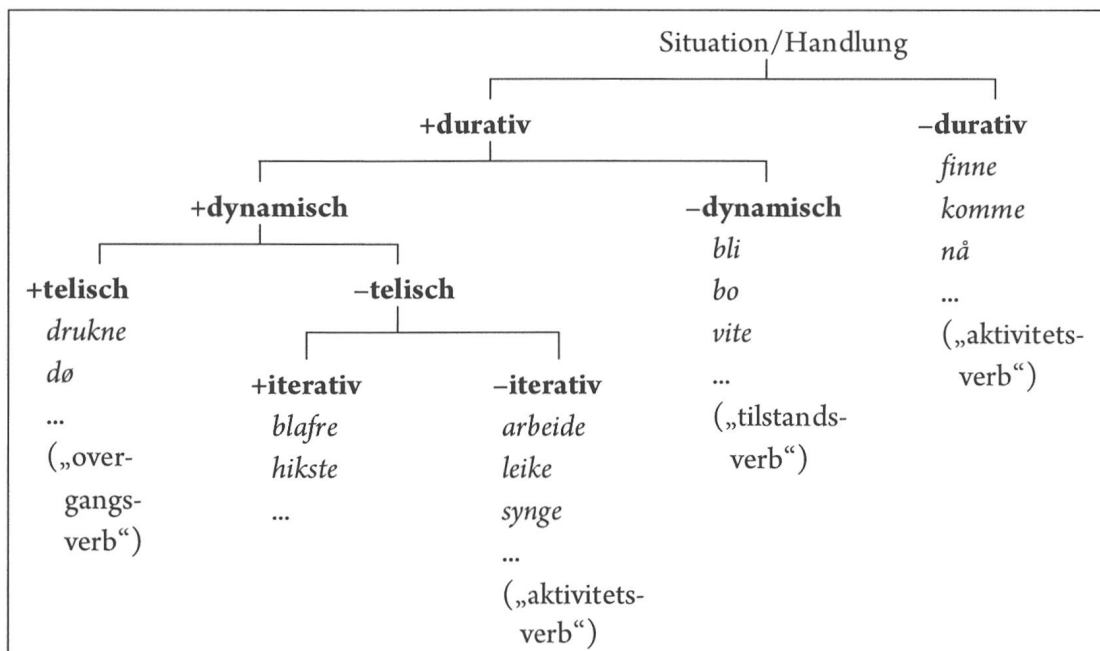 Situation/Handlung
+durativ
–durativ
finne
komme
nå
...
(„aktivitets-
verb“)
+dynamisch
–dynamisch
bli
bo
vite
...
(„tilstands-
verb“)
+telisch
drukne
dø
...
(„over-
gangs-
verb“)
–telisch
+iterativ
blafre
hikste
...
–iterativ
arbeide
leike
synge
...
(„aktivitets-
verb“)